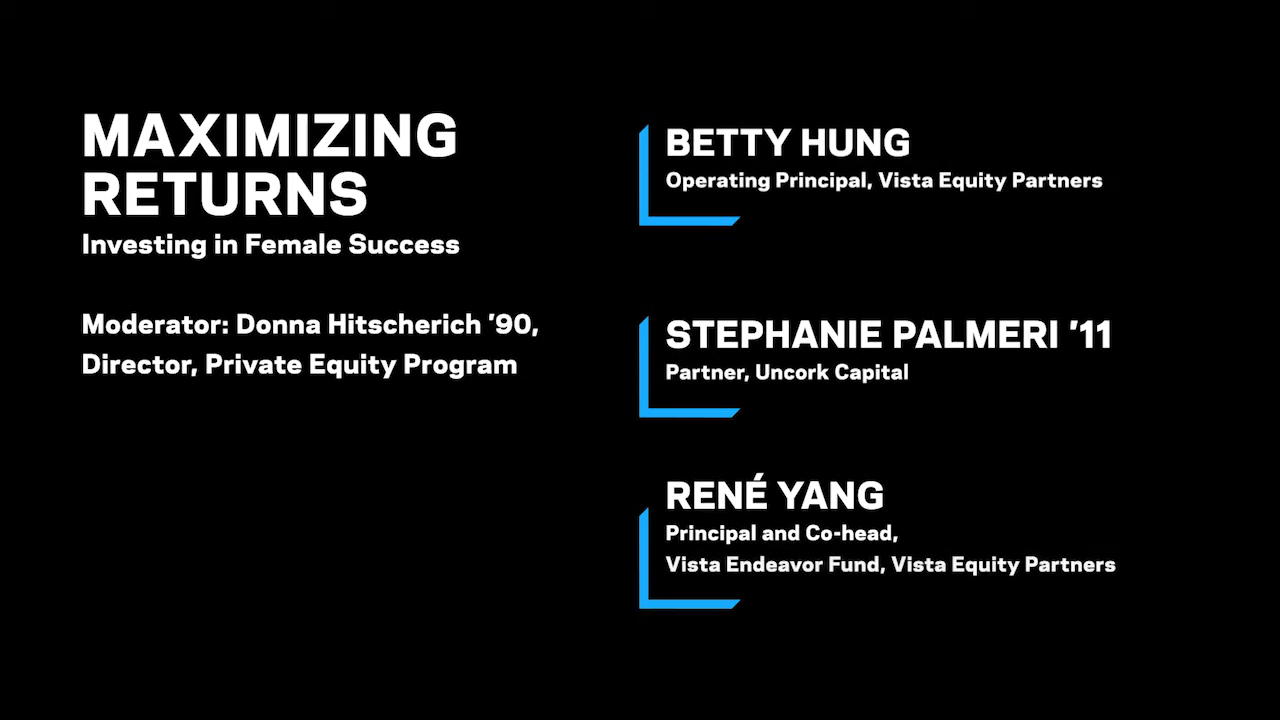 MAXIMIZING
RETURNS
Investing in Female Success
Moderator: Donna Hitscherich ’90,
Director, Private Equity Program
BETTY HUNG
Operating Principal, Vista Equity Partners
STEPHANIE PALMERI ’11
Partner, Uncork Capital
RENÉ YANG
Principal and Co-head,
Vista Endeavor Fund, Vista Equity Partners